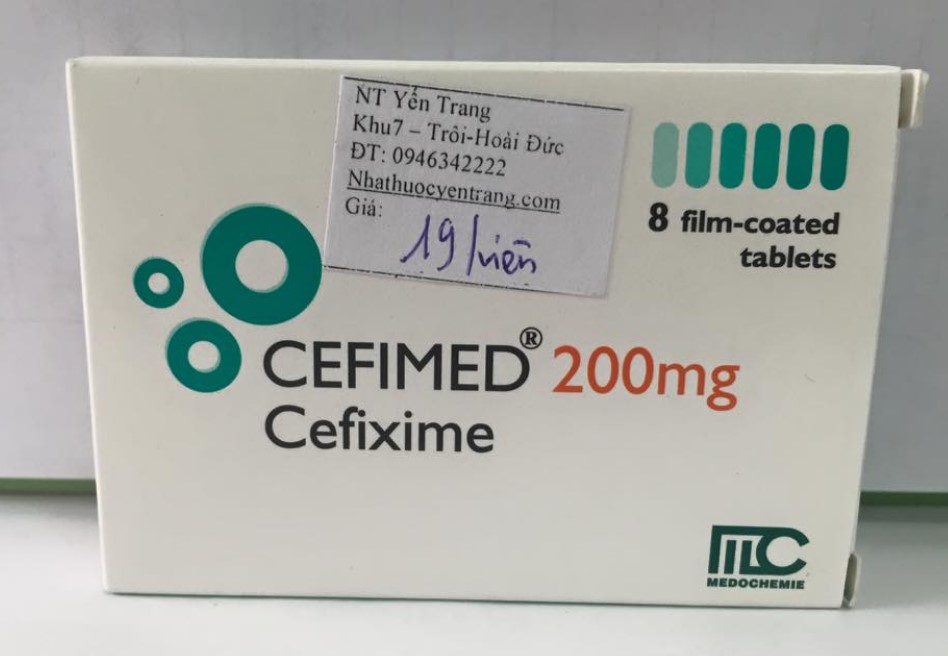 NT Yến Trang
Khu7 – Trôi-Hoài Đức
ĐT: 0946342222
Nhathuocyentrang.com
Giá:
19/viên
8 film-coated
tablets
CEFIMED® 200mg
Cefixime
MC
MEDOCHEMIE